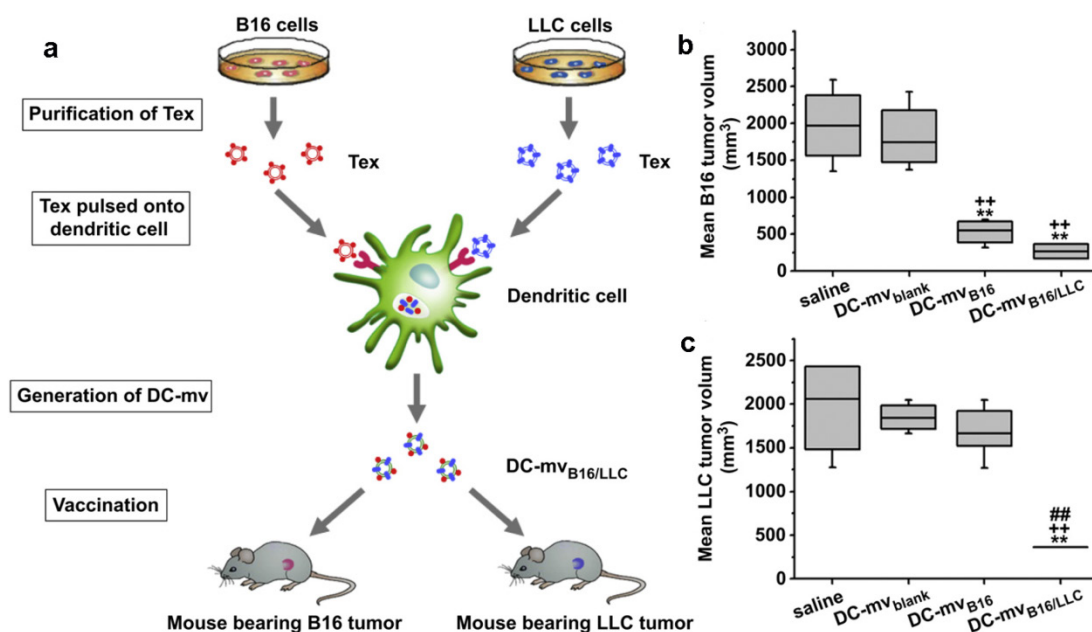 a
B16 cells
LLC cells
Purification of Tex
Tex
Tex
Tex pulsed onto
dendritic cell
Dendritic cell
Generation of DC-mv
DC-mvB16/LLC
Vaccination
Mouse bearing B16 tumor
Mouse bearing LLC tumor
b
Mean B16 tumor volum
(mm³)
3000
2500
2000
1500
1000
500
0
++
**
++
**
saline
DC-mvblank
DC-mvB16
DC-mvB16/LLC
c
Mean LLC tumor volum
(mm³)
2500
2000
1500
1000
500
0
##
++
**
saline
DC-mvblank
DC-mvB16
DC-mvB16/LLC